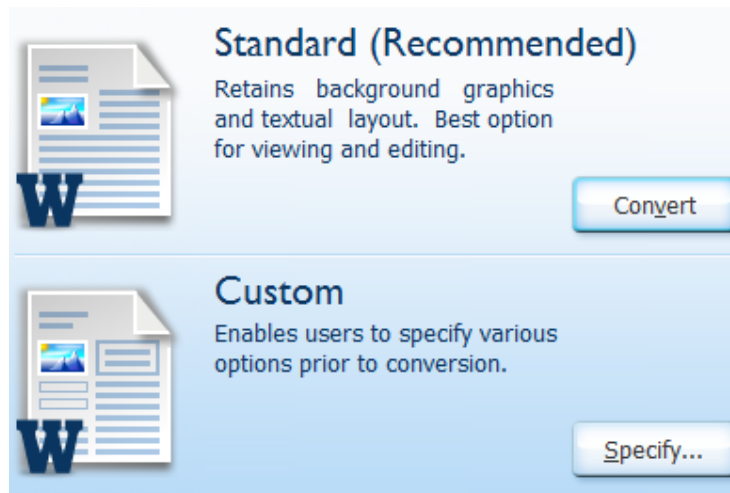 Standard (Recommended)
Retains background graphics
and textual layout. Best option
for viewing and editing.
W
Convert
Custom
Enables users to specify various
options prior to conversion.
W
Specify...